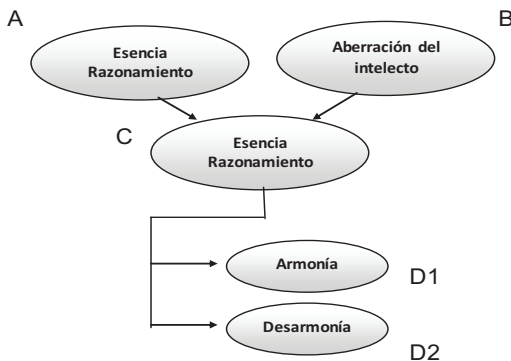 A
B
Esencia
Razonamiento
Aberración del
intelecto
C
Esencia
Razonamiento
Armonía
D1
Desarmonía
D2